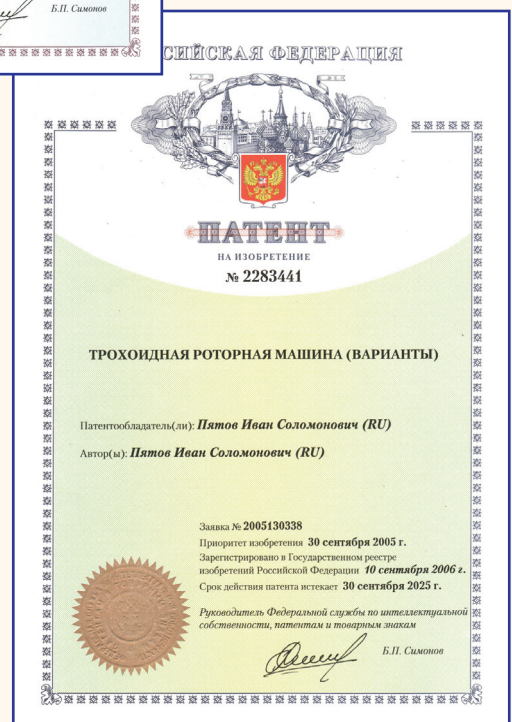 Б.П. Симонов
СИЙСКАЯ ФЕДЕРАЦИЯ
ПАТЕНТ
НА ИЗОБРЕТЕНИЕ
№ 2283441
ТРОХОИДНАЯ РОТОРНАЯ МАШИНА (ВАРИАНТЫ)
Патентообладатель(ли): Пятов Иван Соломонович (RU)
Автор(ы): Пятов Иван Соломонович (RU)
Заявка № 2005130338
Приоритет изобретения 30 сентября 2005 г.
Зарегистрировано в Государственном реестре
изобретений Российской Федерации 10 сентября 2006 г.
Срок действия патента истекает 30 сентября 2025 г.
Руководитель Федеральной службы по интеллектуальной
собственности, патентам и товарным знакам
Б.П. Симонов